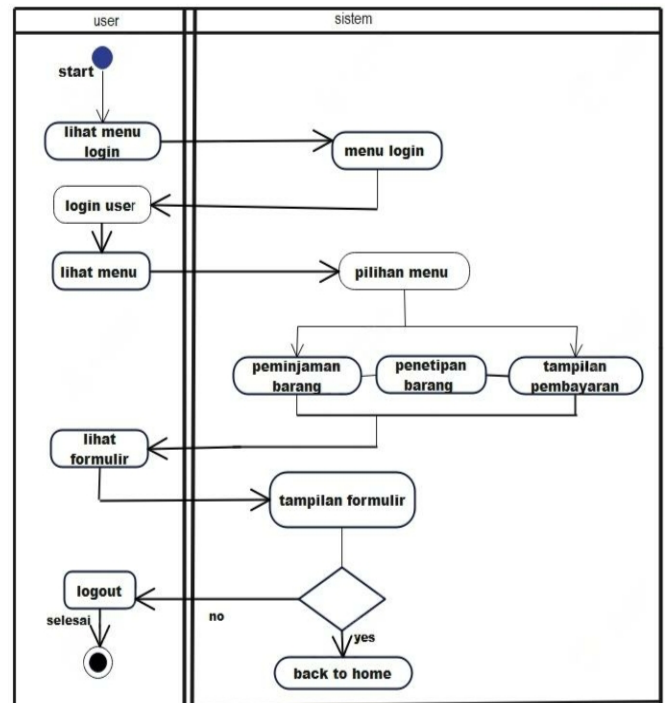 user
sistem
start
lihat menu
login
menu login
login user
lihat menu
pilihan menu
peminjaman
barang
penetipan
barang
tampilan
pembayaran
lihat
formulir
tampilan formulir
logout
no
selesai
yes
back to home